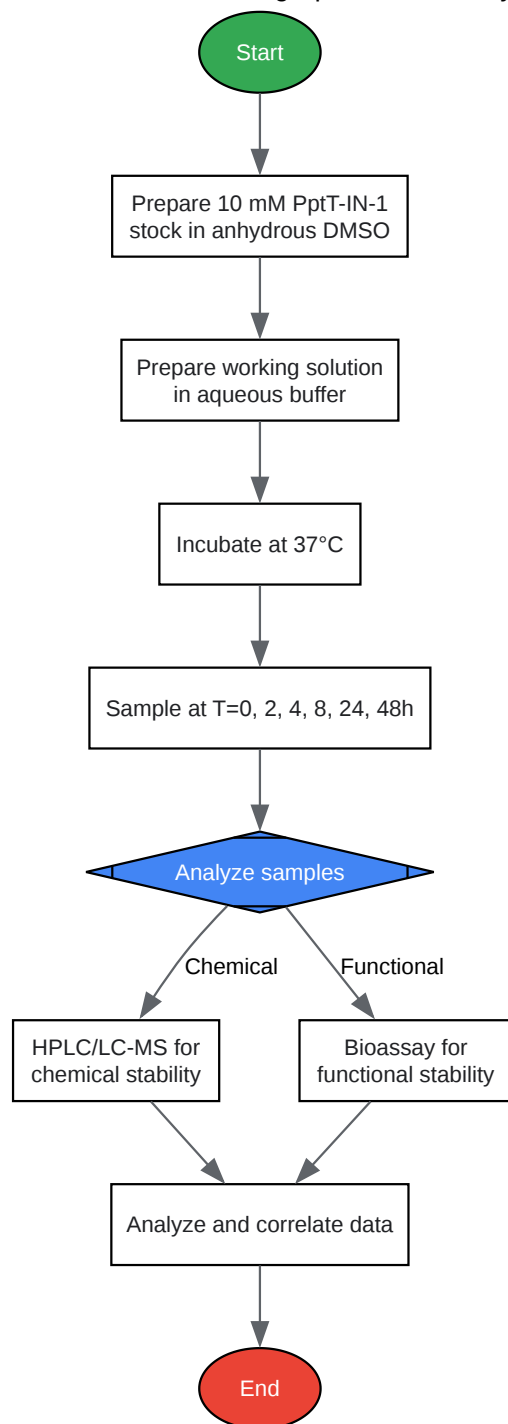 Start
Prepare 10 mM PptT-IN-1
stock in anhydrous DMSO
Prepare working solution
in aqueous buffer
Incubate at 37°C
Sample at T=0, 2, 4, 8, 24, 48h
Analyze samples
Chemical
Functional
HPLC/LC-MS for
chemical stability
Bioassay for
functional stability
Analyze and correlate data
End